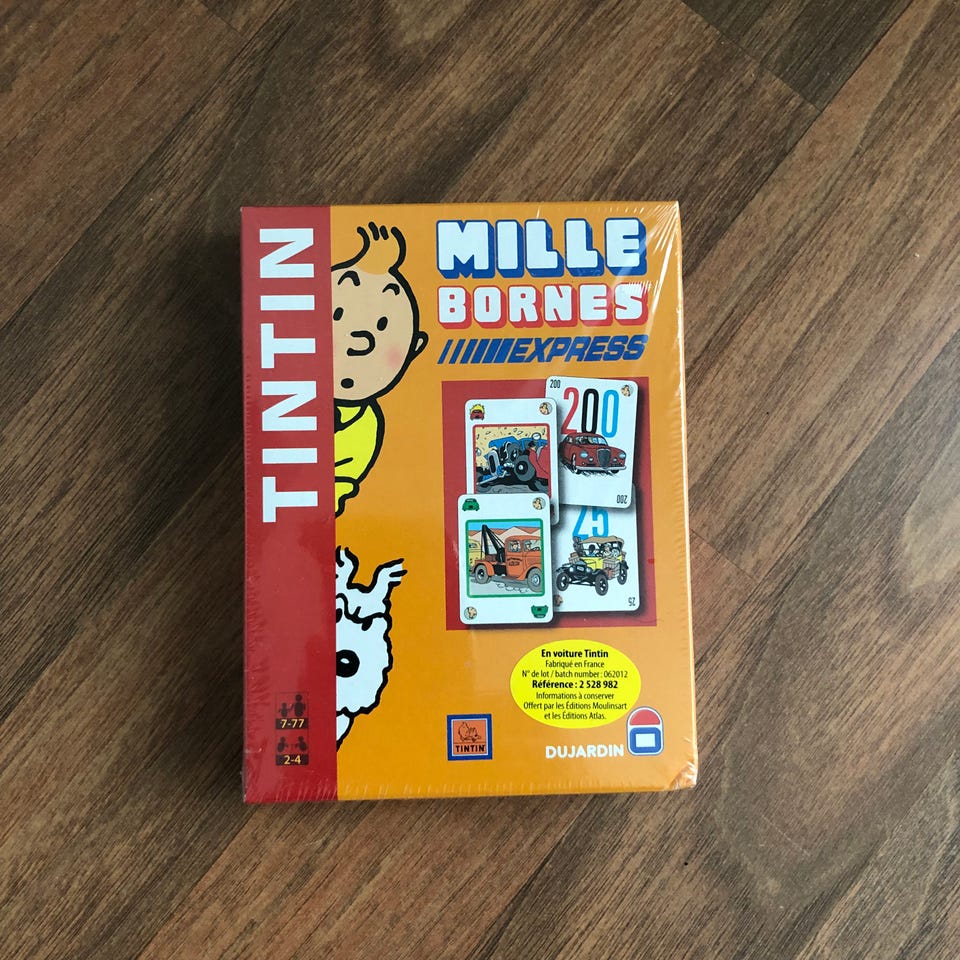 TINTIN
MILLE
BORNES
EXPRESS
200
200
200
25
25
En voiture Tintin
Fabriqué en France
N° de lot / batch number : 062012
Référence : 2 528 982
Informations à conserver
Offert par les Éditions Moulinsart
et les Éditions Atlas.
7-77
2-4
TINTIN
DUJARDIN